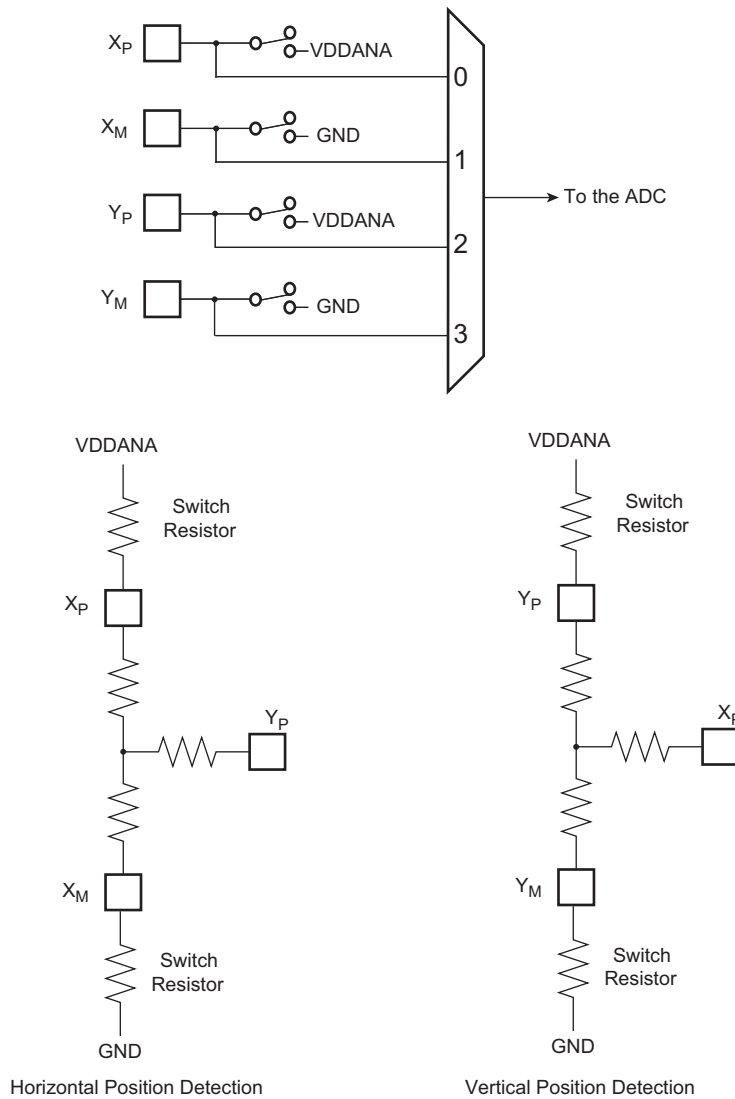 XP
VDDANA
0
XM
GND
1
To the ADC
YP
VDDANA
2
YM
GND
3
VDDANA
Switch
Resistor
XP
YP
XM
Switch
Resistor
GND
Horizontal Position Detection
VDDANA
Switch
Resistor
YP
XP
YM
Switch
Resistor
GND
Vertical Position Detection